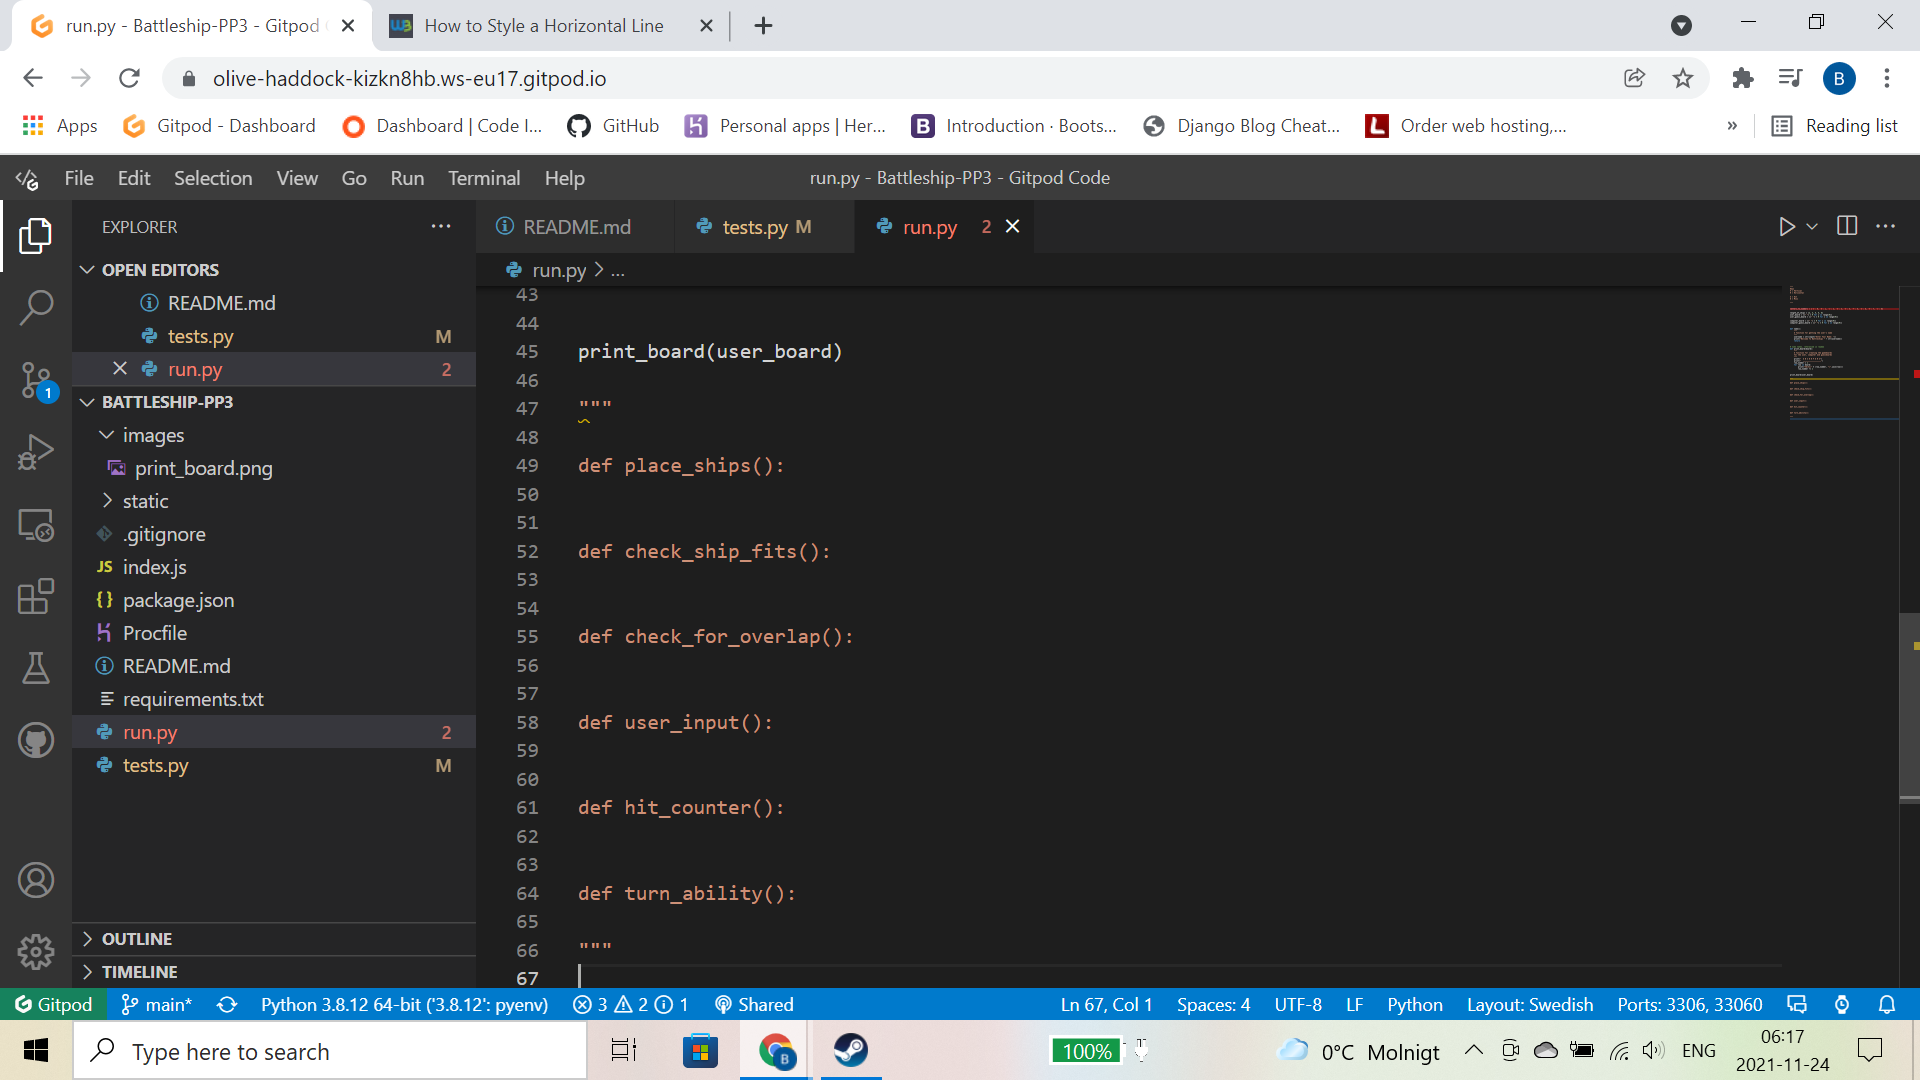 run.py - Battleship-PP3 - Gitpod
How to Style a Horizontal Line
olive-haddock-kizkn8hb.ws-eu17.gitpod.io
B
Apps
Gitpod - Dashboard
Dashboard | Code I...
GitHub
Personal apps | Her...
Introduction · Boots...
Django Blog Cheat...
Order web hosting,...
»
Reading list
File Edit Selection View Go Run Terminal Help
run.py - Battleship-PP3 - Gitpod Code
EXPLORER
OPEN EDITORS
README.md
tests.py M
run.py 2
BATTLESHIP-PP3
images
print_board.png
static
.gitignore
JS index.js
{} package.json
Procfile
README.md
requirements.txt
run.py 2
tests.py M
OUTLINE
TIMELINE
1
README.md
tests.py M
run.py 2
run.py > ...
43
44
45 print_board(user_board)
46
47 """
48
49 def place_ships():
50
51
52 def check_ship_fits():
53
54
55 def check_for_overlap():
56
57
58 def user_input():
59
60
61 def hit_counter():
62
63
64 def turn_ability():
65
66 """
67
Gitpod main* Python 3.8.12 64-bit ('3.8.12': pyenv) 3 2 1 Shared
Ln 67, Col 1 Spaces: 4 UTF-8 LF Python Layout: Swedish Ports: 3306, 33060
Type here to search
B
100%
0°C Molnigt
ENG
06:17
2021-11-24